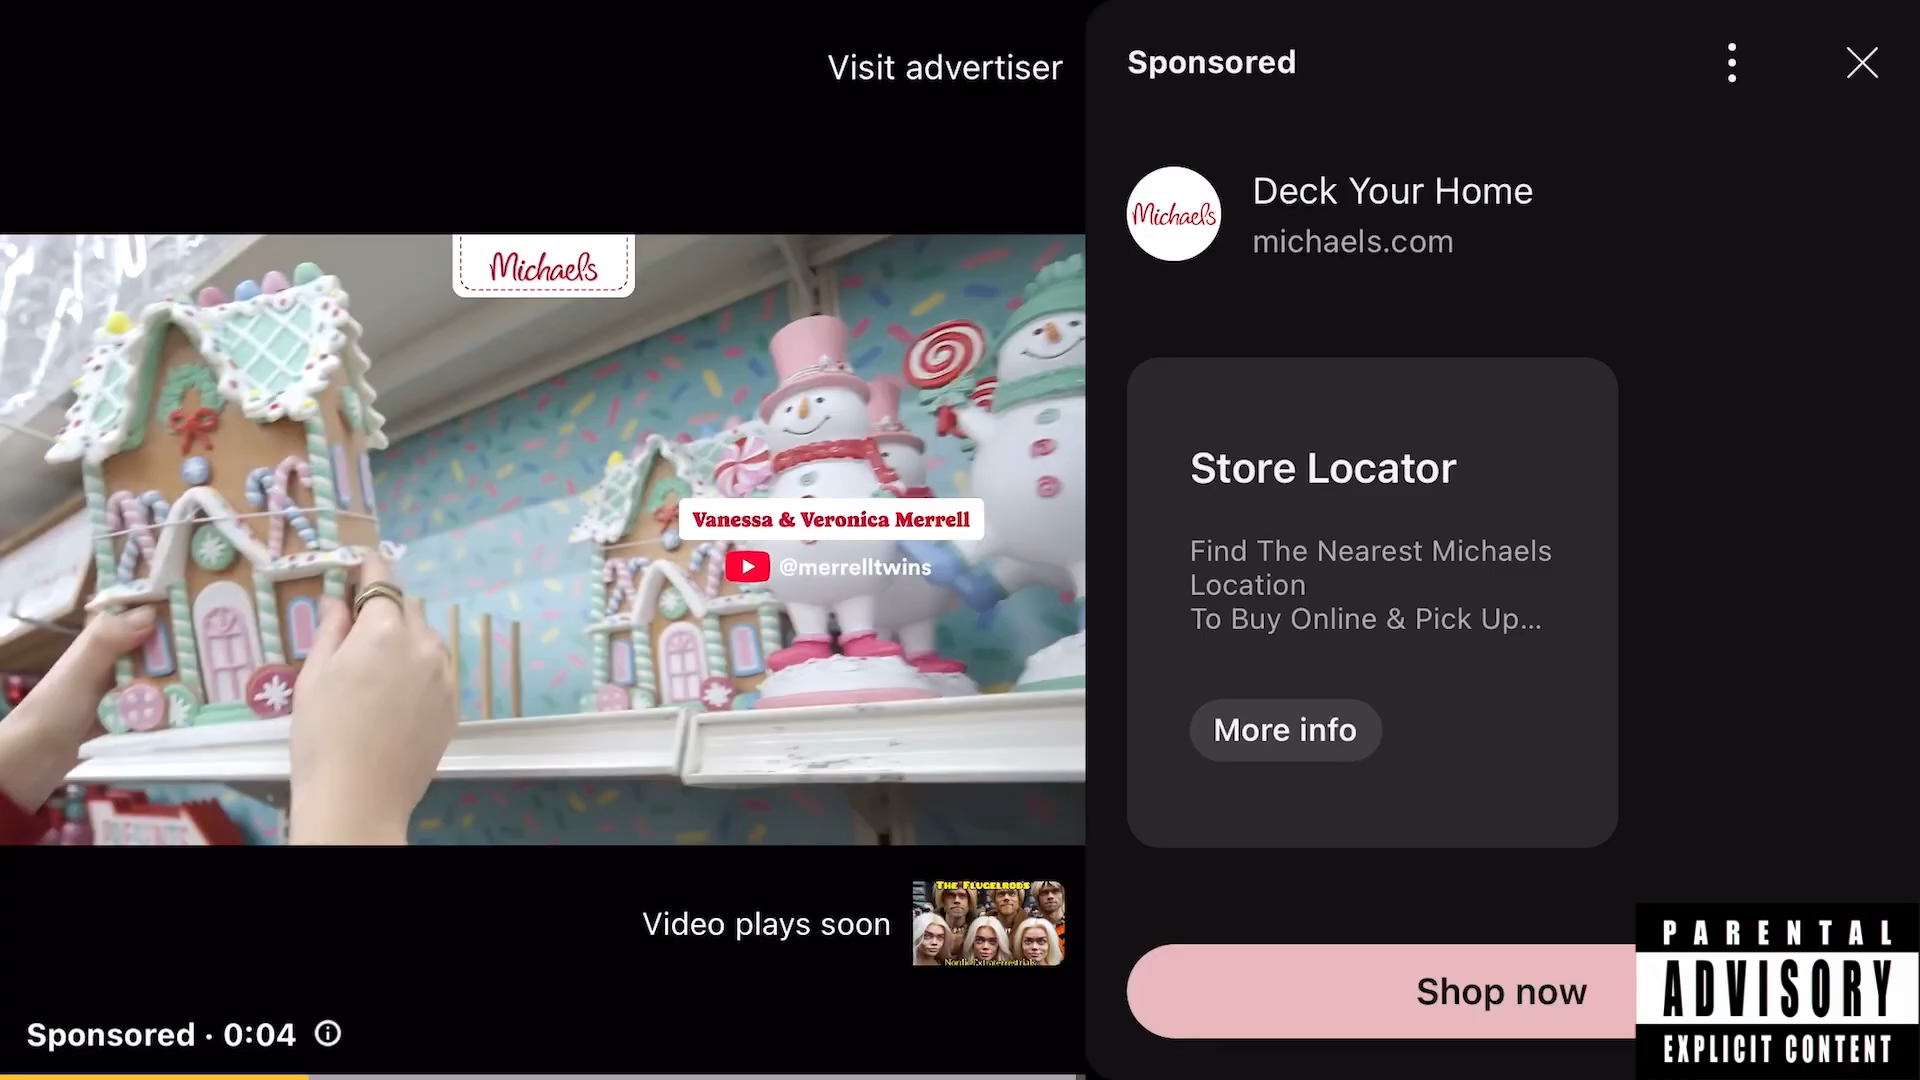 Visit advertiser
Sponsored
Michaels
Deck Your Home
michaels.com
Michaels
Vanessa & Veronica Merrell
@merrelltwins
Store Locator
Find The Nearest Michaels
Location
To Buy Online & Pick Up...
More info
Video plays soon
The Flugelrods
Nordic Extraterrestrials
Shop now
Sponsored · 0:04
PARENTAL
ADVISORY
EXPLICIT CONTENT